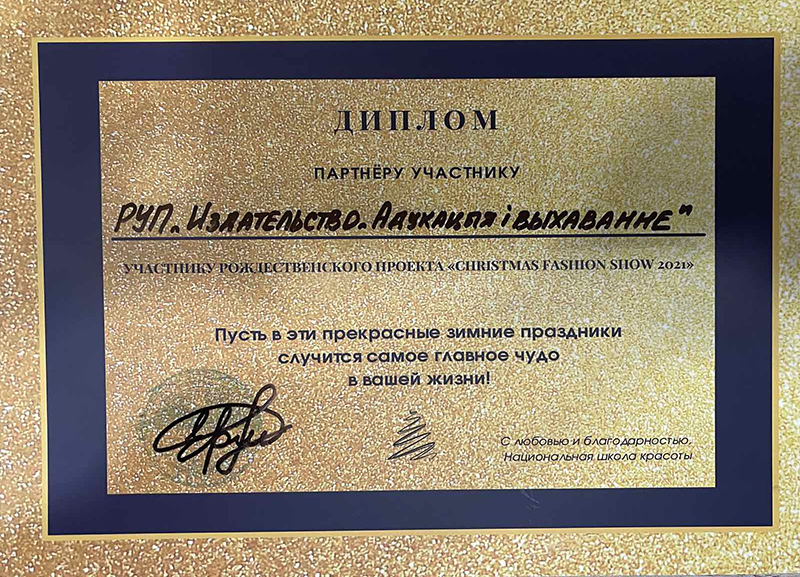 ДИПЛОМ
ПАРТНЁРУ УЧАСТНИКУ
РУП „Издательство „Адукацыя і выхаванне"
УЧАСТНИКУ РОЖДЕСТВЕНСКОГО ПРОЕКТА «CHRISTMAS FASHION SHOW 2021»
Пусть в эти прекрасные зимние праздники
случится самое главное чудо
в вашей жизни!
С любовью и благодарностью,
Национальная школа красоты